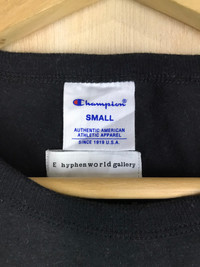 Champion
SMALL
AUTHENTIC AMERICAN
ATHLETIC APPAREL
SINCE 1919 U.S.A.
E hyphen world gallery